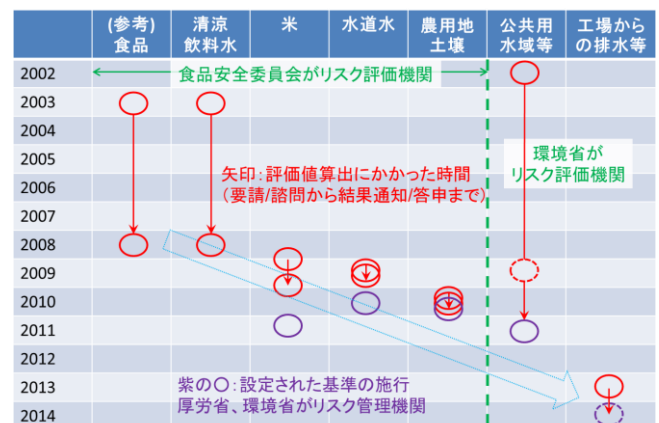 (参考)
食品
清涼
飲料水
米
水道水
農用地
土壌
公共用
水域等
工場から
の排水等
2002
食品安全委員会がリスク評価機関
2003
2004
2005
環境省が
リスク評価機関
矢印：評価値算出にかかった時間
（要請/諮問から結果通知/答申まで）
2006
2007
2008
2009
2010
2011
2012
2013
紫の〇：設定された基準の施行
厚労省、環境省がリスク管理機関
2014